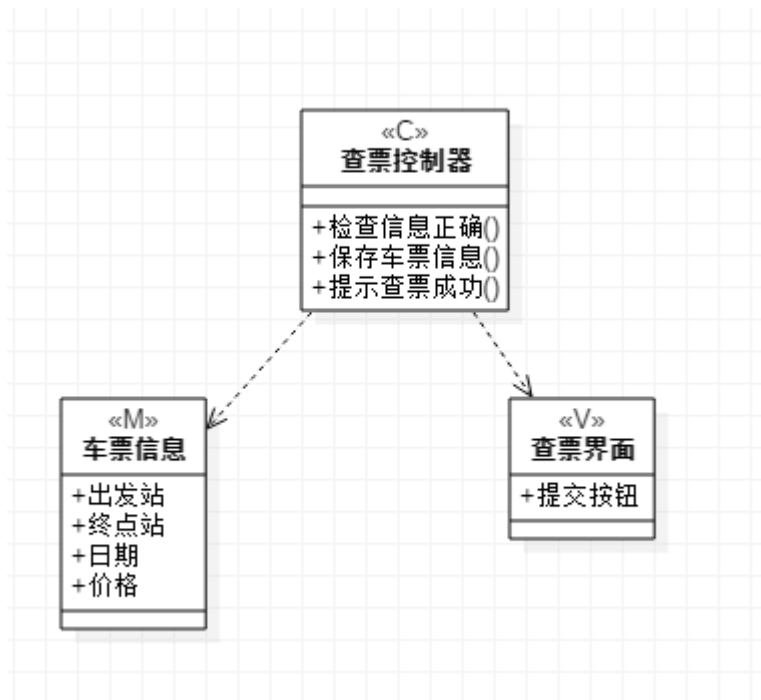 «C»
查票控制器
+检查信息正确()
+保存车票信息()
+提示查票成功()
«M»
车票信息
+出发站
+终点站
+日期
+价格
«V»
查票界面
+提交按钮